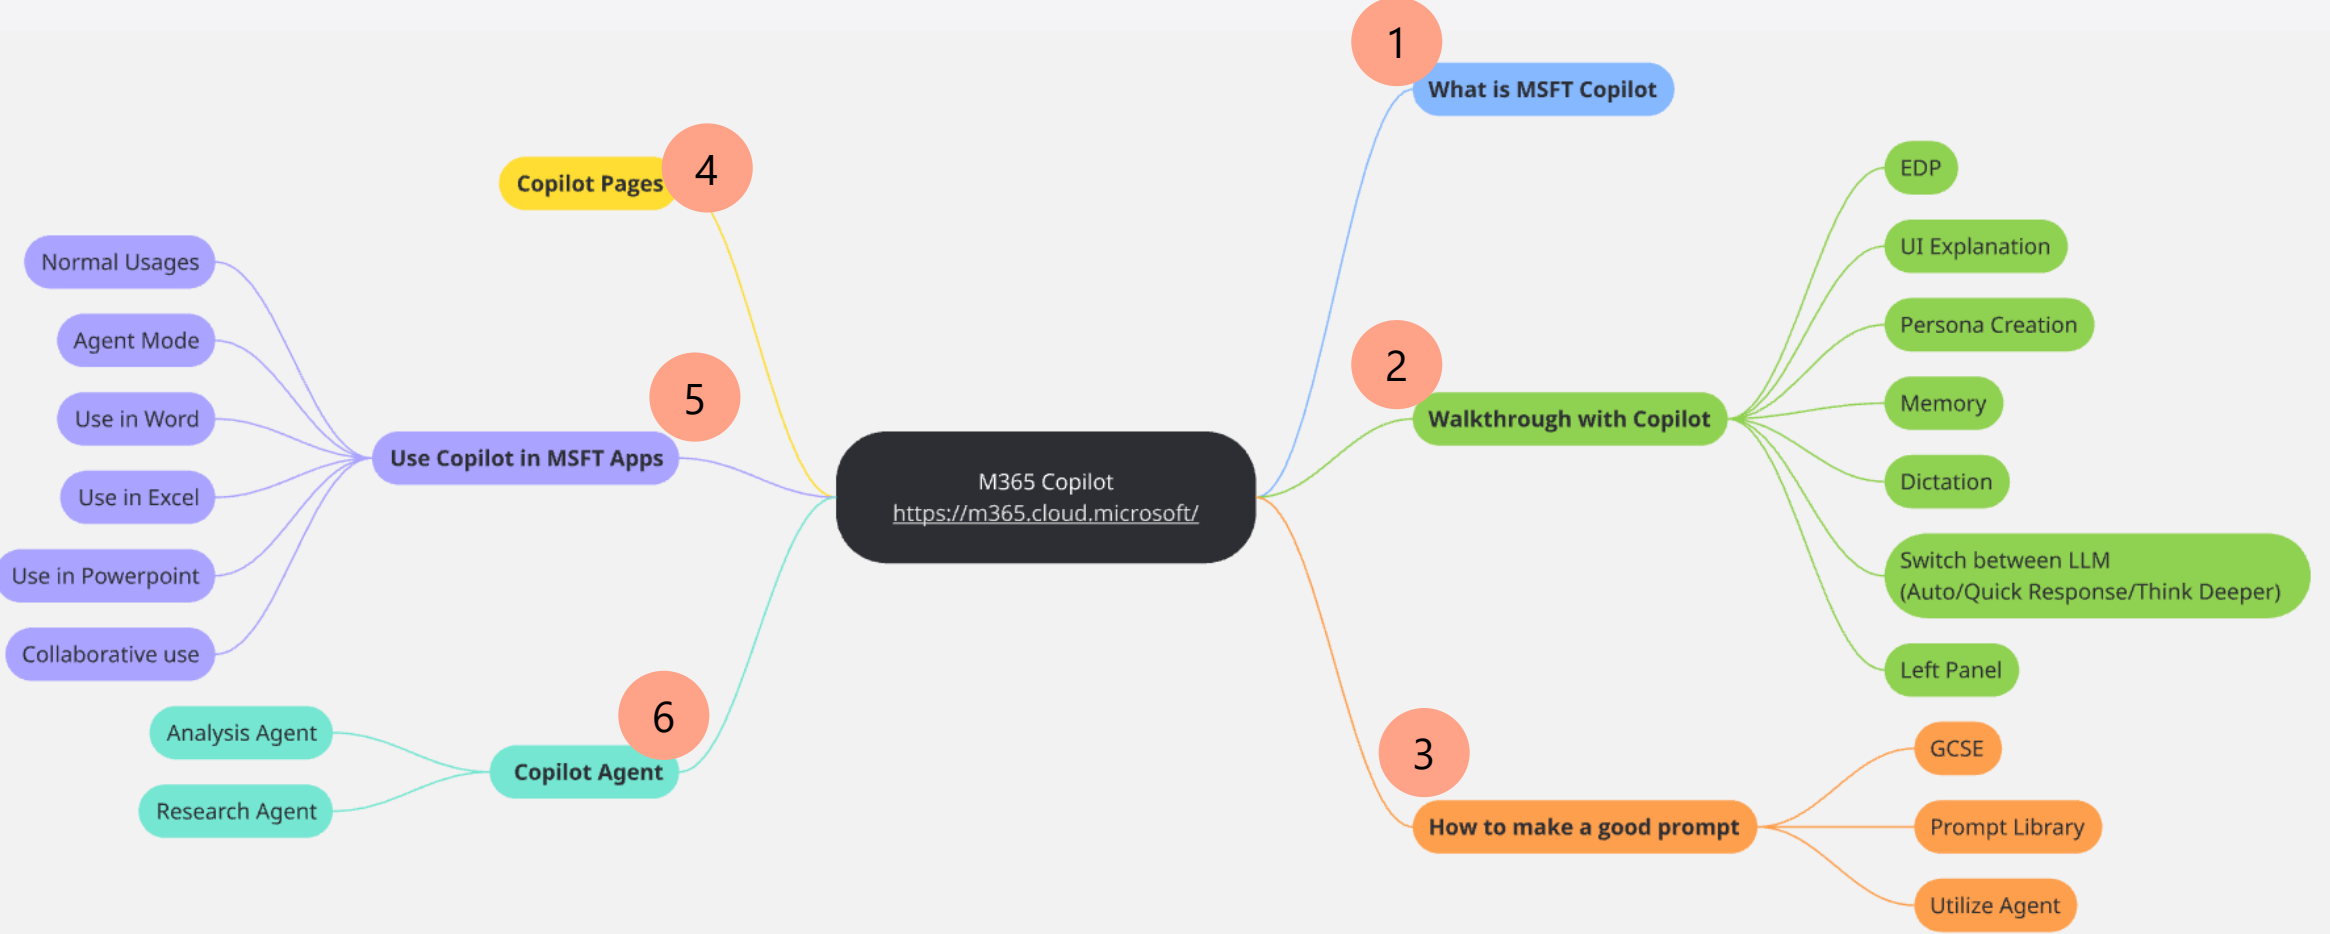 1
What is MSFT Copilot
2
Walkthrough with Copilot
EDP
UI Explanation
Persona Creation
Memory
Dictation
Switch between LLM
(Auto/Quick Response/Think Deeper)
Left Panel
3
How to make a good prompt
GCSE
Prompt Library
Utilize Agent
M365 Copilot
https://m365.cloud.microsoft/
4
Copilot Pages
5
Use Copilot in MSFT Apps
Normal Usages
Agent Mode
Use in Word
Use in Excel
Use in Powerpoint
Collaborative use
6
Copilot Agent
Analysis Agent
Research Agent